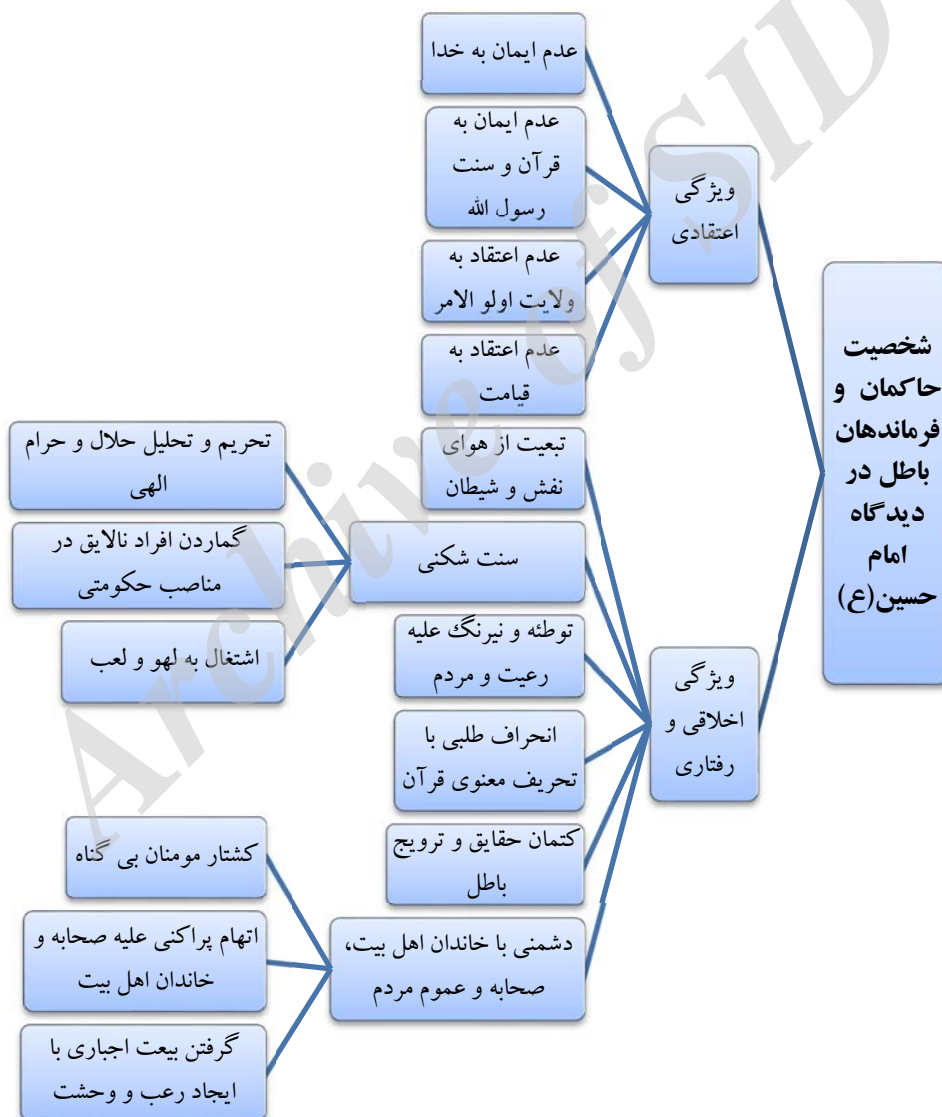 شخصیت
حاکمان و
فرماندهان
باطل در
دیدگاه
امام
حسین(ع)
ویژگی
اعتقادی
عدم ایمان به خدا
عدم ایمان به
قرآن و سنت
رسول الله
عدم اعتقاد به
ولایت اولو الامر
عدم اعتقاد به
قیامت
ویژگی
اخلاقی و
رفتاری
تبعیت از هوای
نفش و شیطان
سنت شکنی
تحریم و تحلیل حلال و حرام
الهی
گماردن افراد نالایق در
مناصب حکومتی
اشتغال به لهو و لعب
توطئه و نیرنگ علیه
رعیت و مردم
انحراف طلبی با
تحریف معنوی قرآن
کتمان حقایق و ترویج
باطل
دشمنی با خاندان اهل بیت،
صحابه و عموم مردم
کشتار مومنان بی گناه
اتهام پراکنی علیه صحابه و
خاندان اهل بیت
گرفتن بیعت اجباری با
ایجاد رعب و وحشت
Archive of SID